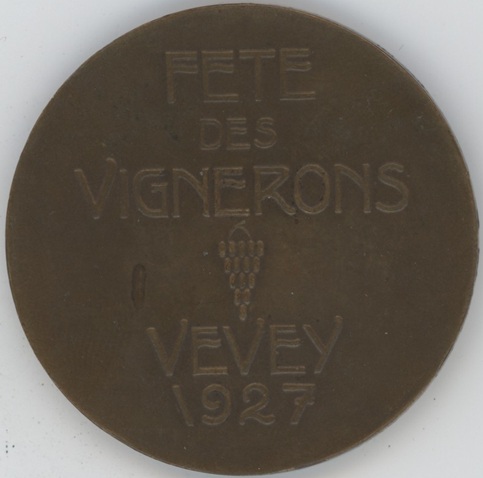 FETE
DES
VIGNERONS
VEVEY
1927